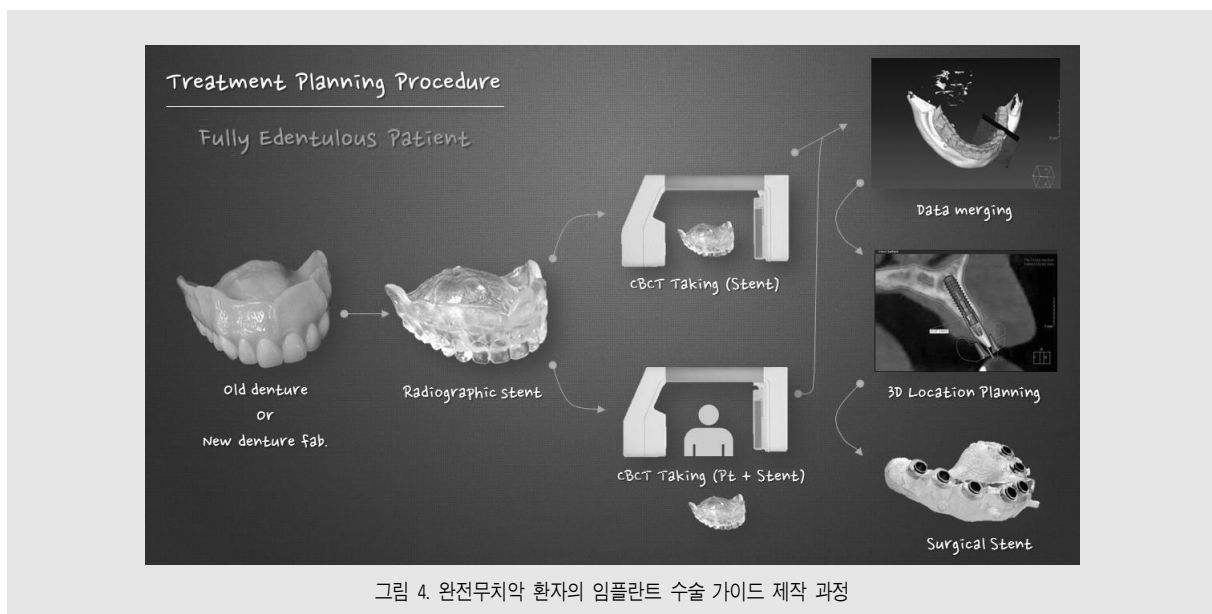 Treatment Planning Procedure
Fully Edentulous Patient
Old denture
or
New denture fab.
Radiographic stent
CBCT Taking (Stent)
CBCT Taking (Pt + Stent)
Data merging
3D Location Planning
Surgical Stent
그림 4. 완전무치악 환자의 임플란트 수술 가이드 제작 과정